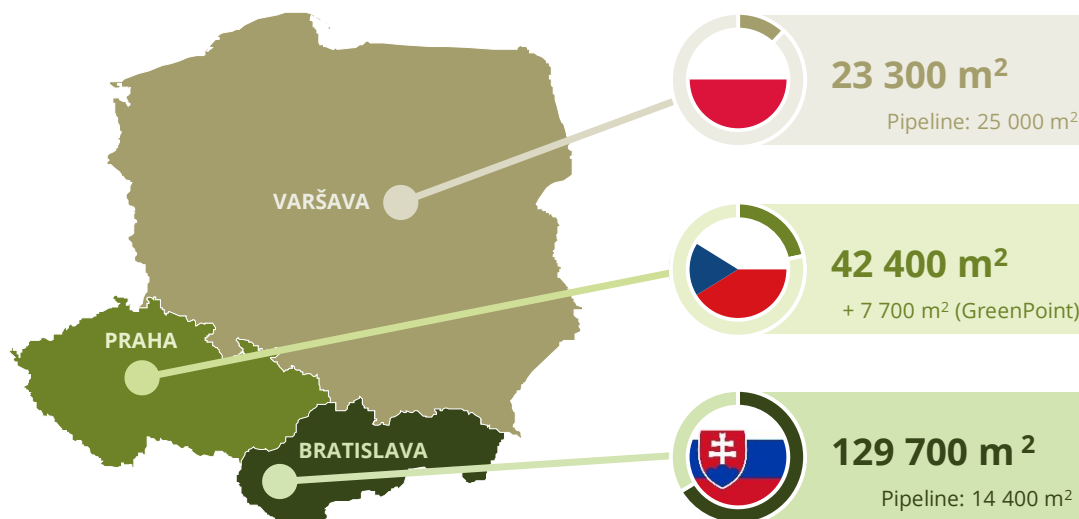 23 300 m²
Pipeline: 25 000 m²
VARŠAVA
42 400 m²
+ 7 700 m² (GreenPoint)
PRAHA
129 700 m²
BRATISLAVA
Pipeline: 14 400 m²